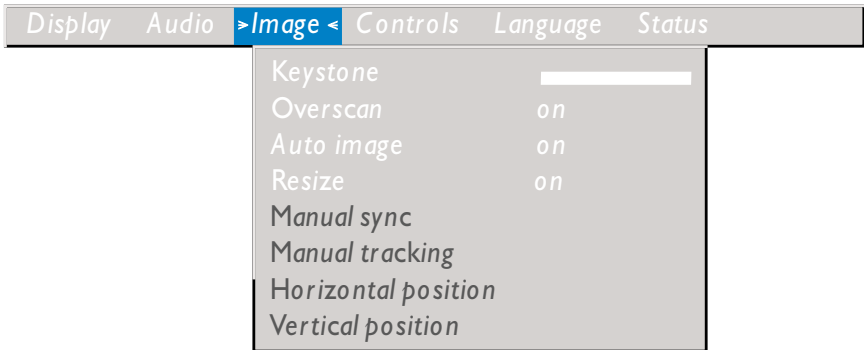 Display Audio >Image < Controls Language Status
Keystone
Overscan on
Auto image on
Resize on
Manual sync
Manual tracking
Horizontal position
Vertical position